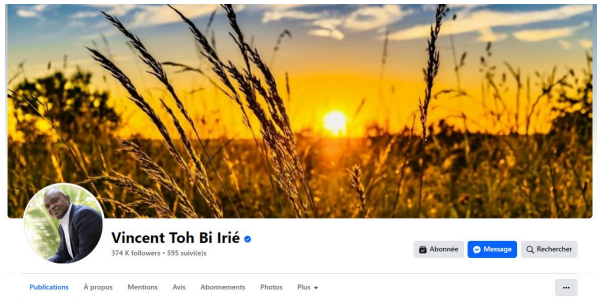 Vincent Toh Bi Irié
374 K followers • 595 suivi(e)s
Abonnée
Message
Rechercher
Publications
À propos
Mentions
Avis
Abonnements
Photos
Plus